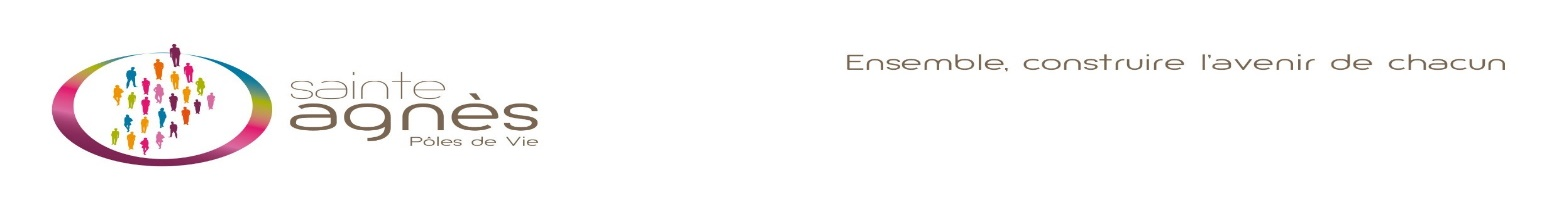 sainte
agnès
Pôles de Vie
Ensemble, construire l'avenir de chacun